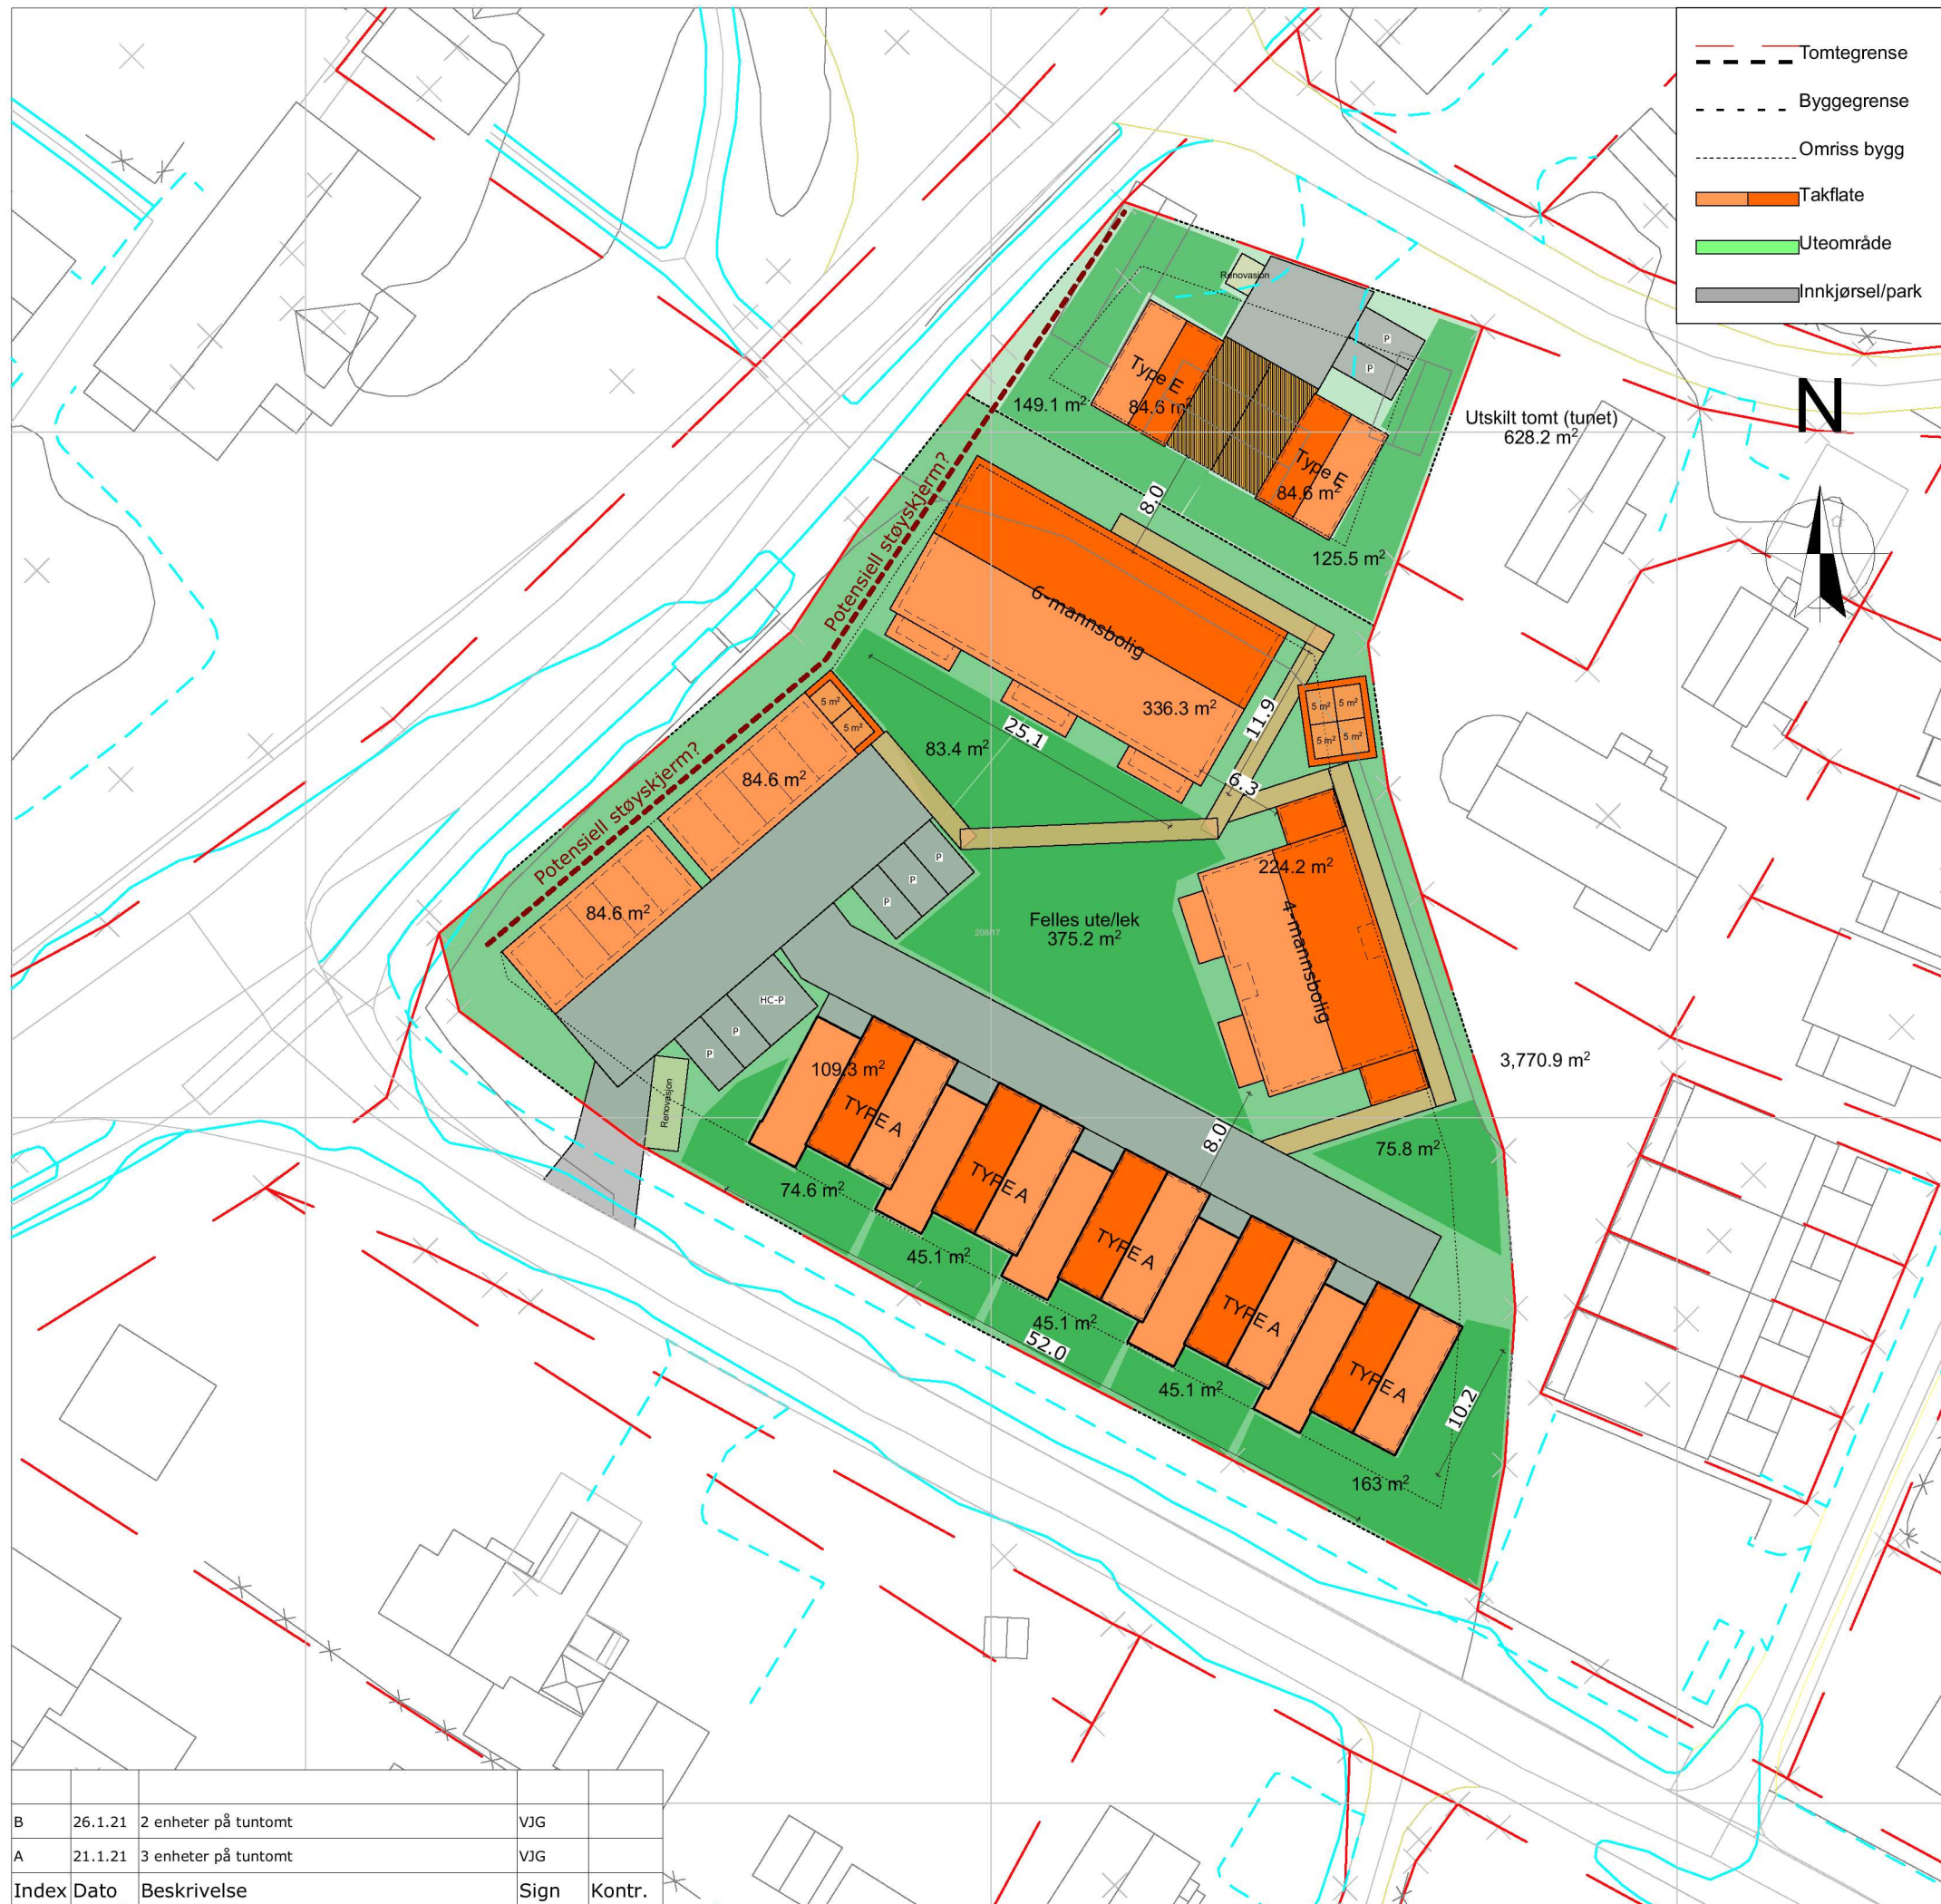 Tomtegrense
Byggegrense
Omriss bygg
Takflate
Uteområde
Innkjørsel/park
N
Renovasjon
P
P
Type E
84.6 m²
149.1 m²
Type E
84.6 m²
Utskilt tomt (tunet)
628.2 m²
8.0
125.5 m²
Potensiell støyskjerm?
6-mannsbolig
336.3 m²
11.9
25.1
6.3
5 m²
5 m²
5 m²
5 m²
5 m²
5 m²
83.4 m²
84.6 m²
Potensiell støyskjerm?
84.6 m²
P
P
P
224.2 m²
4-mannsbolig
Felles ute/lek
375.2 m²
208/17
HC-P
P
P
Renovasjon
3,770.9 m²
109.3 m²
TYPE A
8.0
75.8 m²
74.6 m²
TYPE A
45.1 m²
TYPE A
45.1 m²
52.0
TYPE A
45.1 m²
TYPE A
10.2
163 m²
B 26.1.21 2 enheter på tuntomt VJG
A 21.1.21 3 enheter på tuntomt VJG
Index Dato Beskrivelse Sign Kontr.